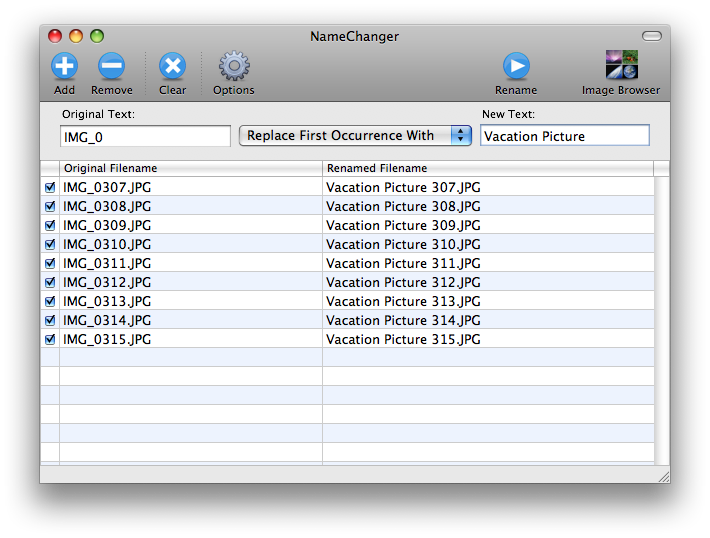 NameChanger
Add Remove Clear Options Rename Image Browser
Original Text: New Text:
IMG_0 Replace First Occurrence With Vacation Picture
Original Filename Renamed Filename
IMG_0307.JPG Vacation Picture 307.JPG
IMG_0308.JPG Vacation Picture 308.JPG
IMG_0309.JPG Vacation Picture 309.JPG
IMG_0310.JPG Vacation Picture 310.JPG
IMG_0311.JPG Vacation Picture 311.JPG
IMG_0312.JPG Vacation Picture 312.JPG
IMG_0313.JPG Vacation Picture 313.JPG
IMG_0314.JPG Vacation Picture 314.JPG
IMG_0315.JPG Vacation Picture 315.JPG